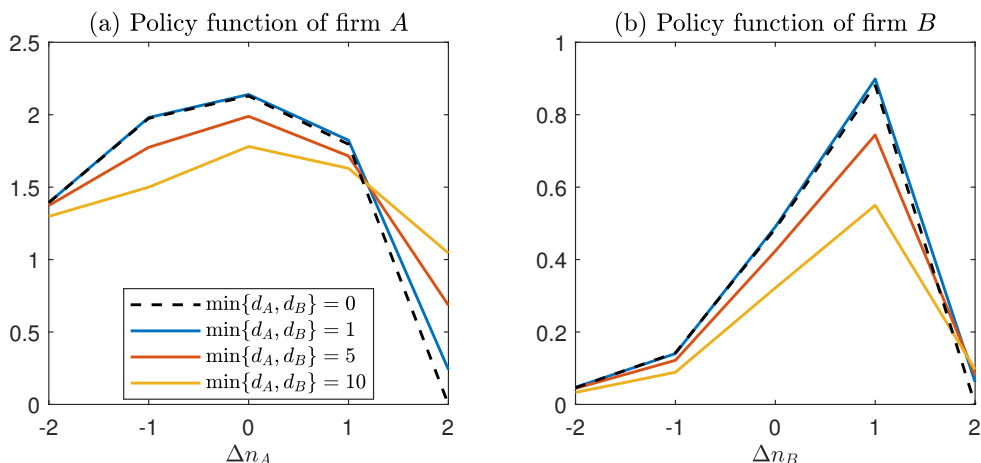 (a) Policy function of firm A
2.5
2
1.5
1
0.5
0
-2 -1 0 1 2
Δn_A
min{d_A, d_B} = 0
min{d_A, d_B} = 1
min{d_A, d_B} = 5
min{d_A, d_B} = 10
(b) Policy function of firm B
1
0.8
0.6
0.4
0.2
0
-2 -1 0 1 2
Δn_B